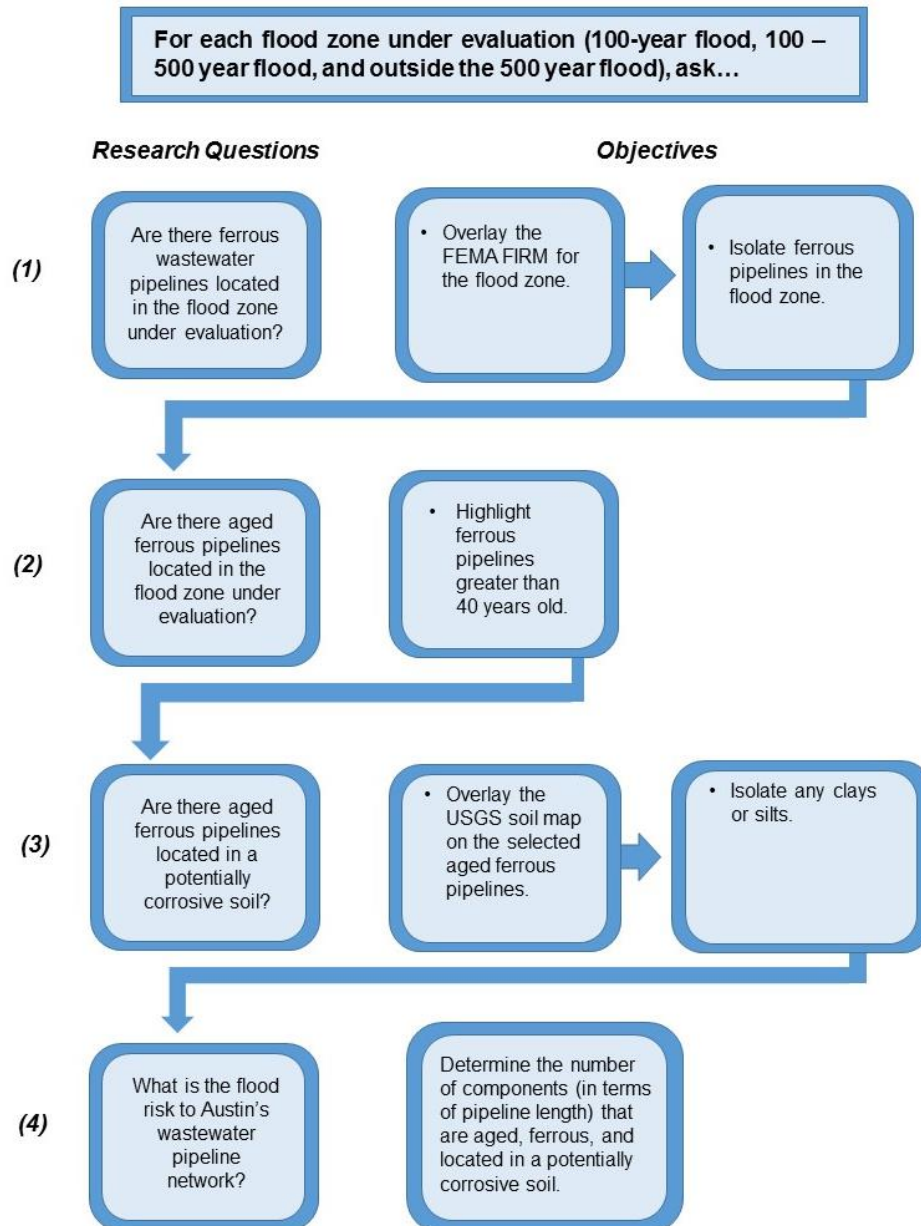 For each flood zone under evaluation (100-year flood, 100 –
500 year flood, and outside the 500 year flood), ask…
Research Questions
Objectives
(1)
Are there ferrous
wastewater
pipelines located
in the flood zone
under evaluation?
• Overlay the
FEMA FIRM for
the flood zone.
• Isolate ferrous
pipelines in the
flood zone.
(2)
Are there aged
ferrous pipelines
located in the
flood zone under
evaluation?
• Highlight
ferrous
pipelines
greater than
40 years old.
(3)
Are there aged
ferrous pipelines
located in a
potentially
corrosive soil?
• Overlay the
USGS soil map
on the selected
aged ferrous
pipelines.
• Isolate any clays
or silts.
(4)
What is the flood
risk to Austin’s
wastewater
pipeline
network?
Determine the number
of components (in terms
of pipeline length) that
are aged, ferrous, and
located in a potentially
corrosive soil.